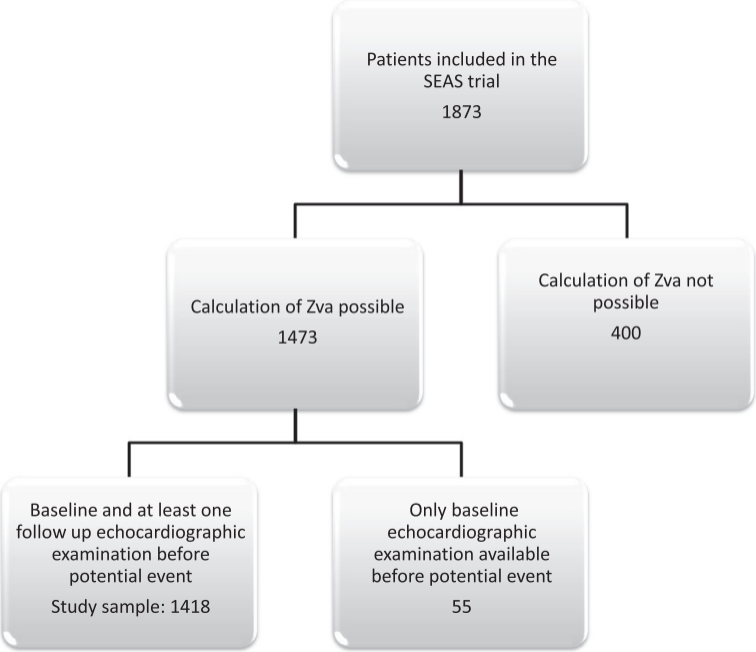 Patients included in the
SEAS trial
1873
Calculation of Zva possible
1473
Calculation of Zva not
possible
400
Baseline and at least one
follow up echocardiographic
examination before
potential event
Study sample: 1418
Only baseline
echocardiographic
examination available
before potential event
55